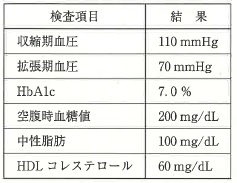 検査項目 結果
収縮期血圧 110 mmHg
拡張期血圧 70 mmHg
HbA1c 7.0 %
空腹時血糖値 200 mg/dL
中性脂肪 100 mg/dL
HDL コレステロール 60 mg/dL